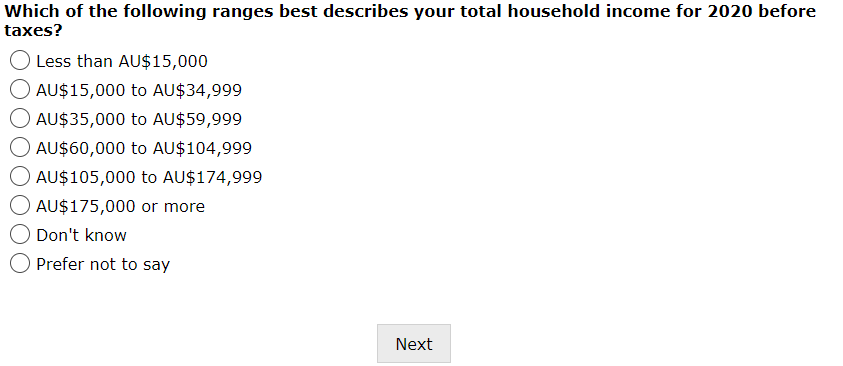 Which of the following ranges best describes your total household income for 2020 before
taxes?
Less than AU$15,000
AU$15,000 to AU$34,999
AU$35,000 to AU$59,999
AU$60,000 to AU$104,999
AU$105,000 to AU$174,999
AU$175,000 or more
Don't know
Prefer not to say
Next